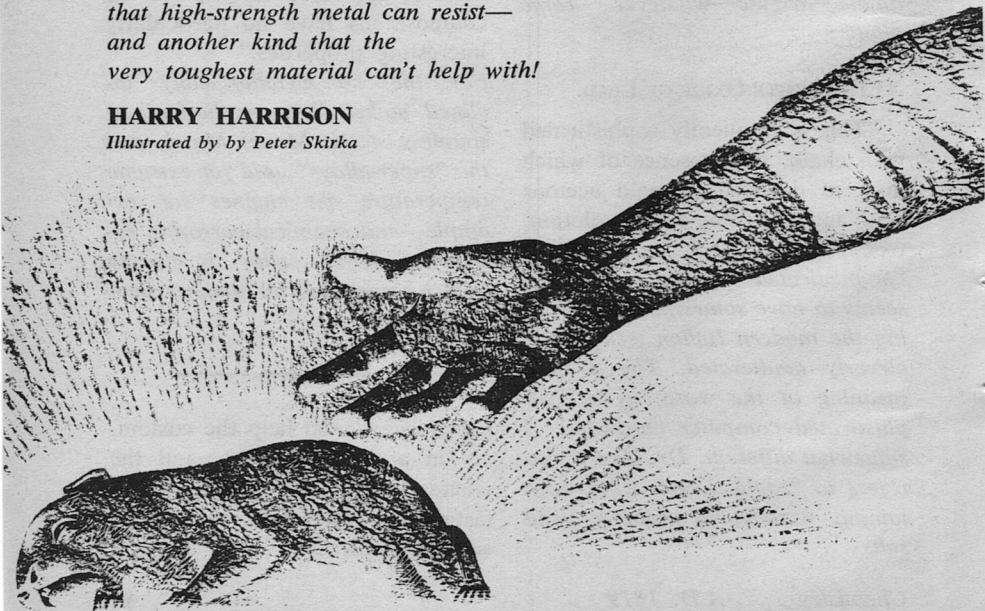 that high-strength metal can resist—
and another kind that the
very toughest material can't help with!
HARRY HARRISON
Illustrated by by Peter Skirka